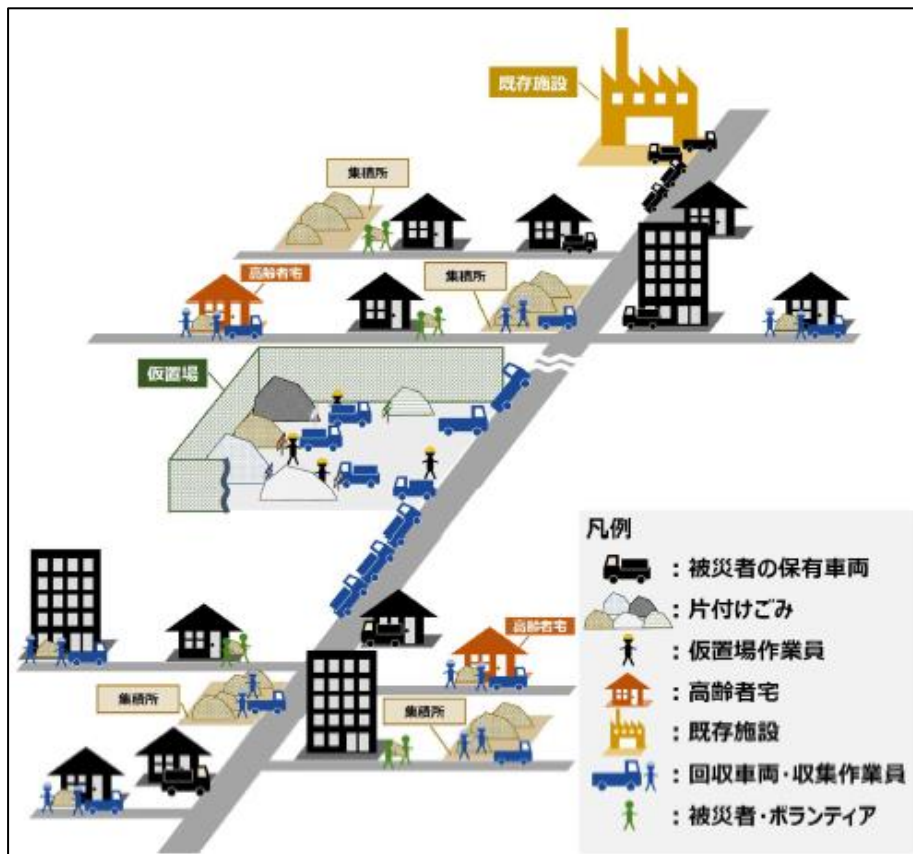 既存施設
集積所
高齢者宅
集積所
仮置場
高齢者宅
集積所
集積所
凡例
：被災者の保有車両
：片付けごみ
：仮置場作業員
：高齢者宅
：既存施設
：回収車両・収集作業員
：被災者・ボランティア